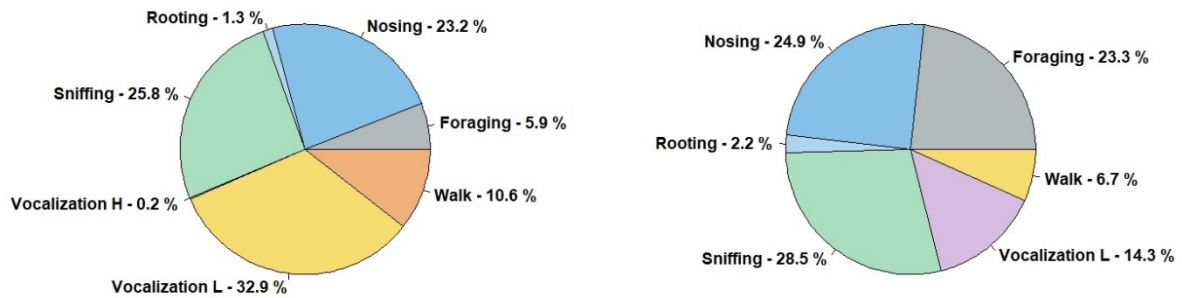 Rooting - 1.3 %
Nosing - 23.2 %
Sniffing - 25.8 %
Foraging - 5.9 %
Walk - 10.6 %
Vocalization H - 0.2 %
Vocalization L - 32.9 %
Nosing - 24.9 %
Foraging - 23.3 %
Rooting - 2.2 %
Walk - 6.7 %
Sniffing - 28.5 %
Vocalization L - 14.3 %